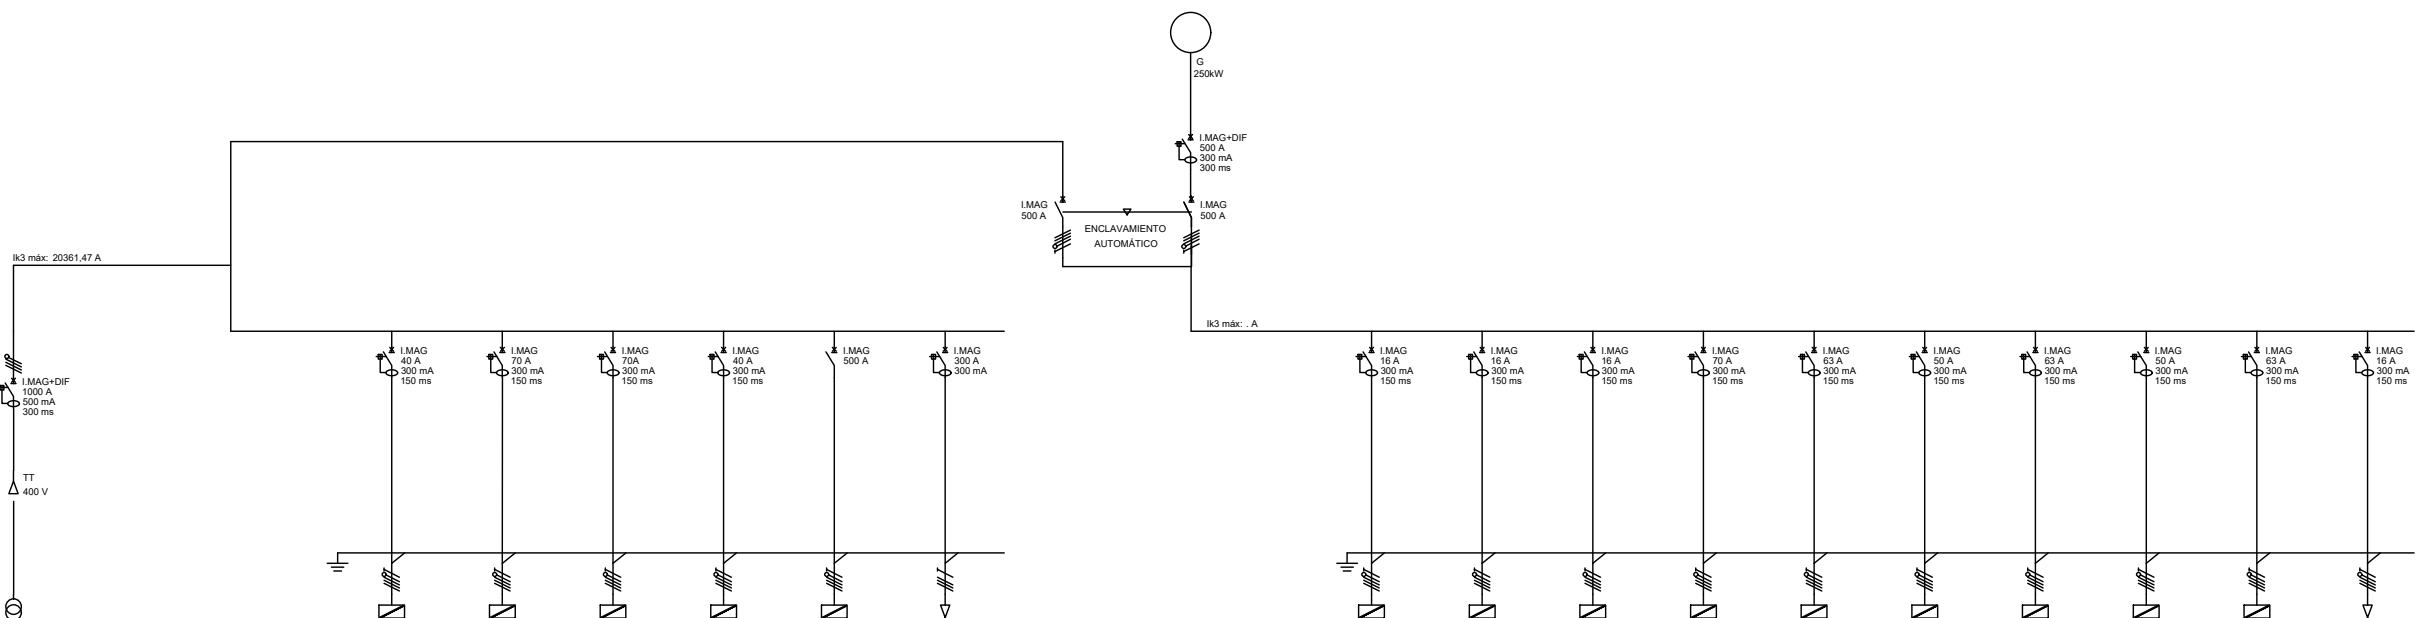 G
250kW
I.MAG+DIF
500 A
300 mA
300 ms
I.MAG
500 A
I.MAG
500 A
ENCLAVAMIENTO
AUTOMÁTICO
Ik3 máx: 20361,47 A
Ik3 máx: . A
I.MAG+DIF
1000 A
500 mA
300 ms
TT
400 V
I.MAG
40 A
300 mA
150 ms
I.MAG
70 A
300 mA
150 ms
I.MAG
70A
300 mA
150 ms
I.MAG
40 A
300 mA
150 ms
I.MAG
500 A
I.MAG
300 A
300 mA
I.MAG
16 A
300 mA
150 ms
I.MAG
16 A
300 mA
150 ms
I.MAG
16 A
300 mA
150 ms
I.MAG
70 A
300 mA
150 ms
I.MAG
63 A
300 mA
150 ms
I.MAG
50 A
300 mA
150 ms
I.MAG
63 A
300 mA
150 ms
I.MAG
50 A
300 mA
150 ms
I.MAG
63 A
300 mA
150 ms
I.MAG
16 A
300 mA
150 ms